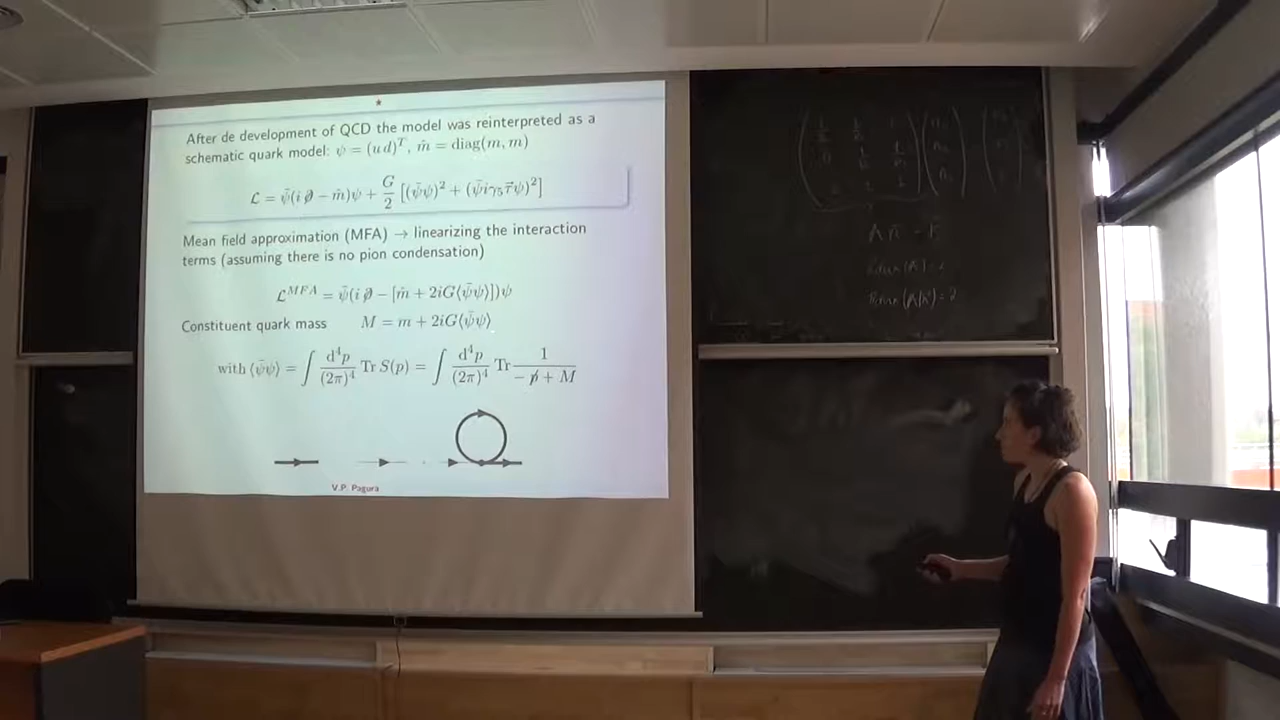 After de development of QCD the model was reinterpreted as a
schematic quark model: ψ = (u d)^T, m̂ = diag(m, m)
ℒ = ψ̄(i ∂̸ − m̂)ψ + G/2 [(ψ̄ψ)² + (ψ̄iγ₅τ⃗ψ)²]
Mean field approximation (MFA) → linearizing the interaction
terms (assuming there is no pion condensation)
ℒ^MFA = ψ̄(i ∂̸ − [m̂ + 2iG⟨ψ̄ψ⟩])ψ
Constituent quark mass M = m + 2iG⟨ψ̄ψ⟩
with ⟨ψ̄ψ⟩ = ∫ d⁴p/(2π)⁴ Tr S(p) = ∫ d⁴p/(2π)⁴ Tr 1/(− p̸ + M)
V.P. Pagura